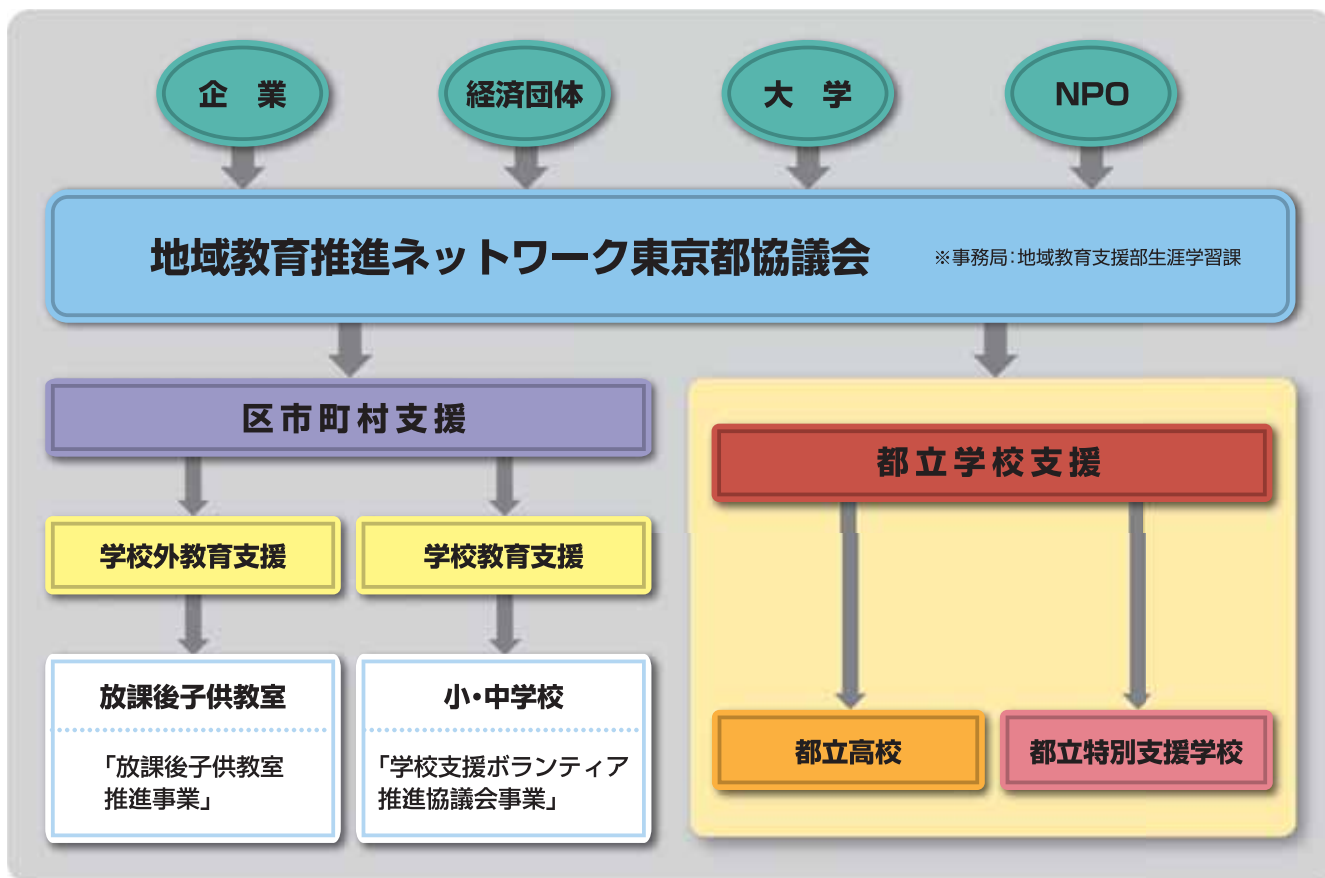 企　業
経済団体
大　学
NPO
地域教育推進ネットワーク東京都協議会
※事務局：地域教育支援部生涯学習課
区市町村支援
都立学校支援
学校外教育支援
学校教育支援
放課後子供教室
「放課後子供教室
推進事業」
小・中学校
「学校支援ボランティア
推進協議会事業」
都立高校
都立特別支援学校